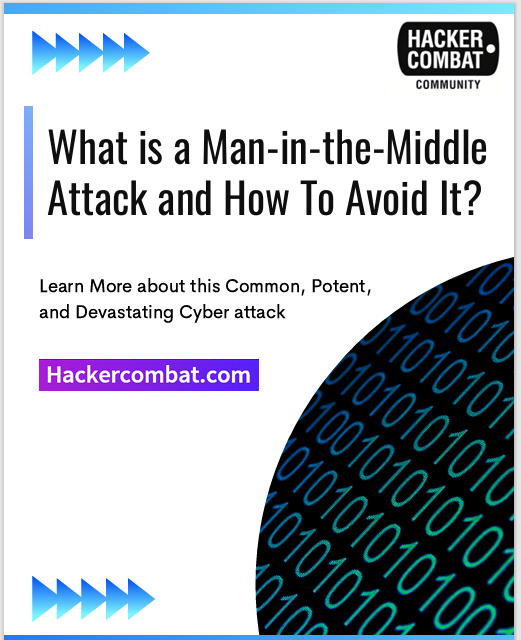 HACKER
COMBAT
COMMUNITY
What is a Man-in-the-Middle
Attack and How To Avoid It?
Learn More about this Common, Potent,
and Devastating Cyber attack
Hackercombat.com